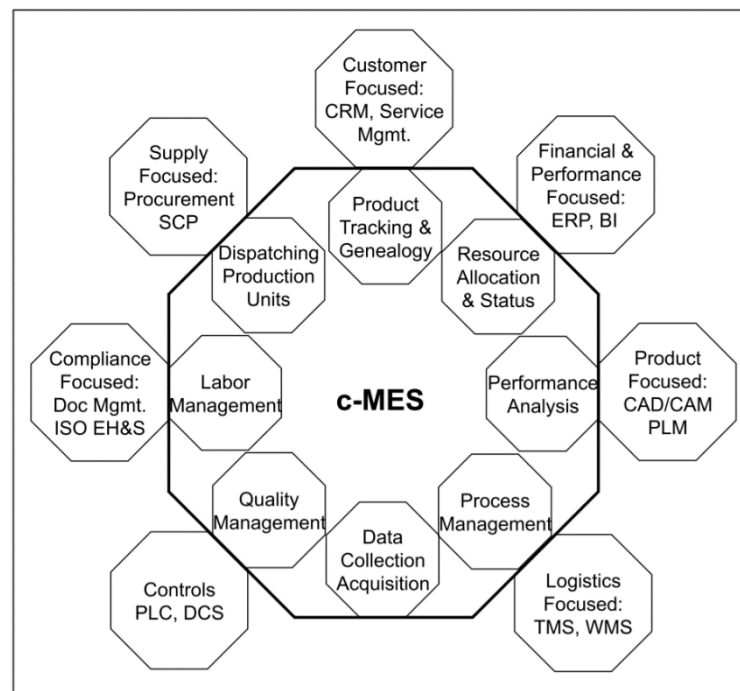 Customer
Focused:
CRM, Service
Mgmt.
Supply
Focused:
Procurement
SCP
Financial &
Performance
Focused:
ERP, BI
Product
Tracking &
Genealogy
Dispatching
Production
Units
Resource
Allocation
& Status
Compliance
Focused:
Doc Mgmt.
ISO EH&S
Labor
Management
c-MES
Performance
Analysis
Product
Focused:
CAD/CAM
PLM
Quality
Management
Data
Collection
Acquisition
Process
Management
Controls
PLC, DCS
Logistics
Focused:
TMS, WMS